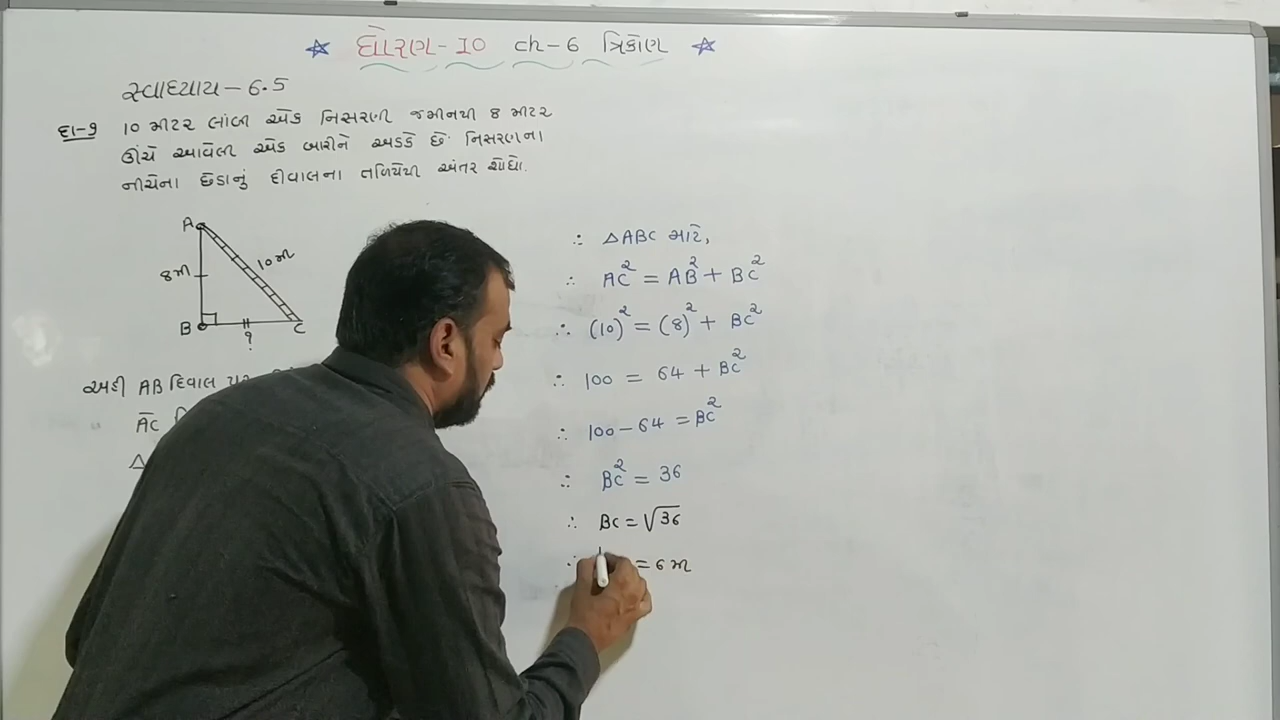 ☆ ધોરણ-10 ch-6 ત્રિકોણ ☆
સ્વાધ્યાય-6.5
દા-9 10 મીટર લાંબી એક નિસરણી જમીનથી 8 મીટર
ઊંચે આવેલી એક બારીને અડકે છે નિસરણના
નીચેના છેડાનું દીવાલના તળિયેથી અંતર શોધો.
A
8મી
10મી
B
C
?
અહી AB દિવાલ પર
AC
△
∴ △ABC માટે,
∴ AC² = AB² + BC²
∴ (10)² = (8)² + BC²
∴ 100 = 64 + BC²
∴ 100-64 = BC²
∴ BC² = 36
∴ BC = √36
= 6 મી